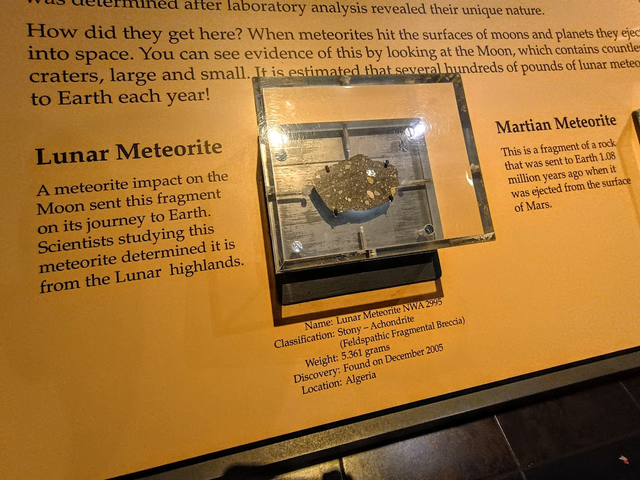 was determined after laboratory analysis revealed their unique nature.
How did they get here? When meteorites hit the surfaces of moons and planets they
into space. You can see evidence of this by looking at the Moon, which contains
craters, large and small. It is estimated that several hundreds of pounds of lunar
to Earth each year!
Lunar Meteorite
A meteorite impact on the
Moon sent this fragment
on its journey to Earth.
Scientists studying this
meteorite determined it is
from the Lunar highlands.
Martian Meteorite
This is a fragment of a rock
that was sent to Earth 1.08
million years ago when it
was ejected from the surface
of Mars.
Name: Lunar Meteorite NWA 2995
Classification: Stony – Achondrite
(Feldspathic Fragmental Breccia)
Weight: 5.361 grams
Discovery: Found on December 2005
Location: Algeria